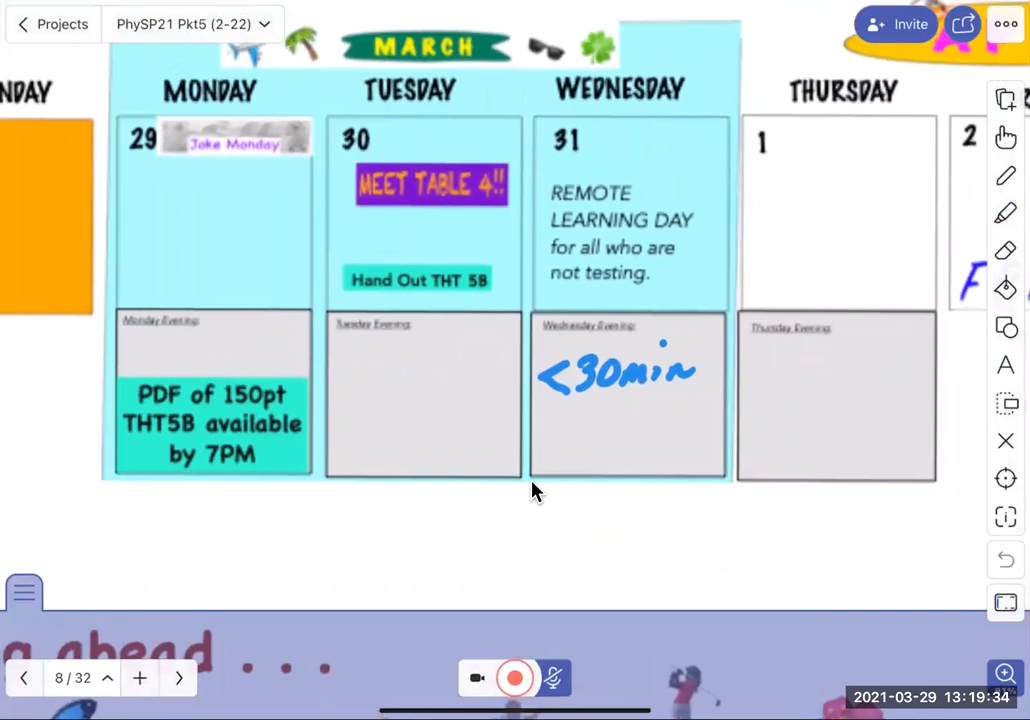 Projects
PhySP21 Pkt5 (2-22)
Invite
MARCH
NDAY
MONDAY
TUESDAY
WEDNESDAY
THURSDAY
29
Joke Monday
30
MEET TABLE 4!!
Hand Out THT 5B
31
REMOTE
LEARNING DAY
for all who are
not testing.
1
2
Monday Evening:
PDF of 150pt
THT5B available
by 7PM
Tuesday Evening:
Wednesday Evening:
<30min
Thursday Evening:
ahead . . .
8 / 32
2021-03-29 13:19:34